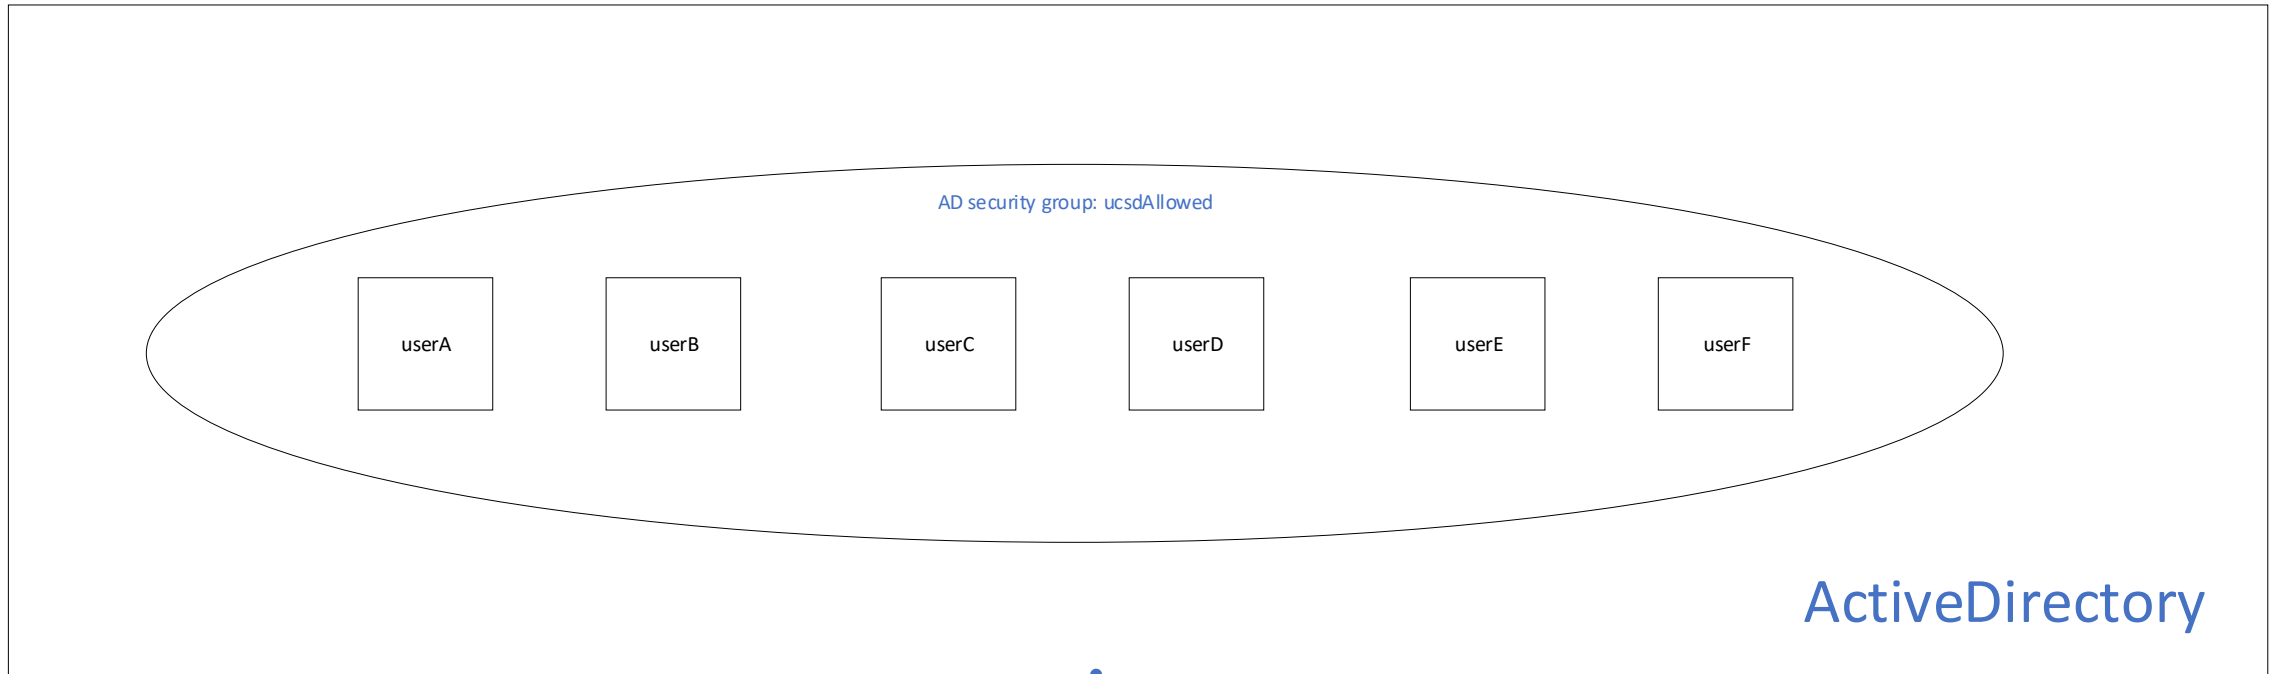 AD security group: ucsdAllowed
userA
userB
userC
userD
userE
userF
ActiveDirectory